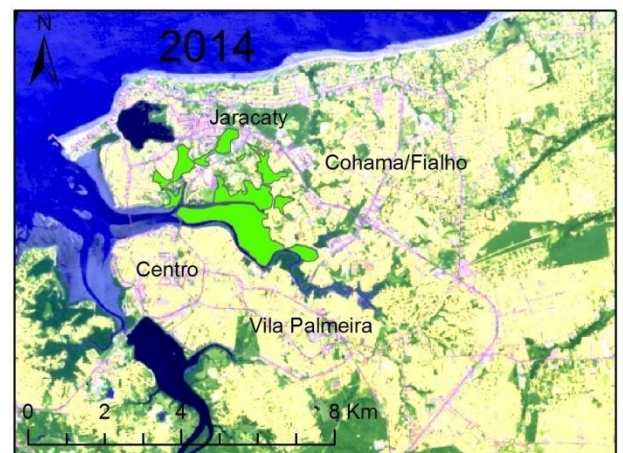 N
2014
Jaracaty
Cohama/Fialho
Centro
Vila Palmeira
0 2 4 8 Km